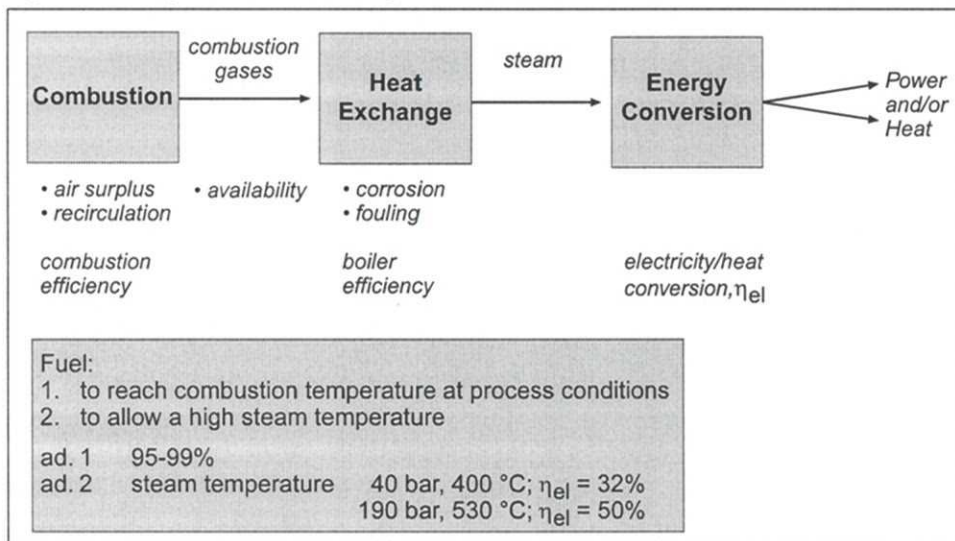 combustion
gases
steam
Combustion
Heat
Exchange
Energy
Conversion
Power
and/or
Heat
• air surplus
• recirculation
• availability
• corrosion
• fouling
combustion
efficiency
boiler
efficiency
electricity/heat
conversion,ηel
Fuel:
1. to reach combustion temperature at process conditions
2. to allow a high steam temperature
ad. 1 95-99%
ad. 2 steam temperature 40 bar, 400 °C; ηel = 32%
190 bar, 530 °C; ηel = 50%